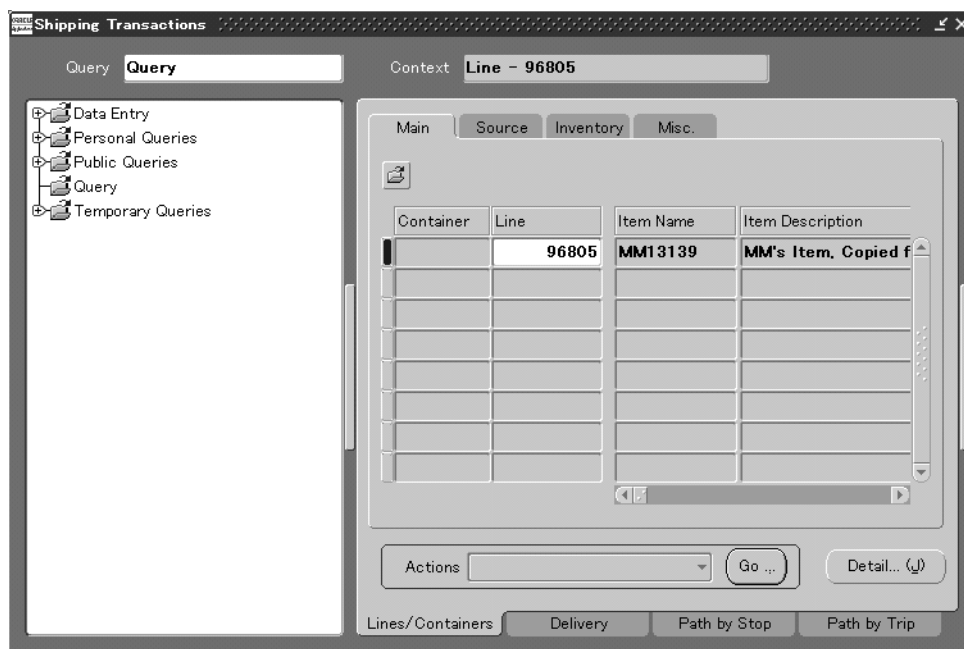 Shipping Transactions
Query Query
Context Line - 96805
Data Entry
Personal Queries
Public Queries
Query
Temporary Queries
Main Source Inventory Misc.
Container Line Item Name Item Description
96805 MM13139 MM's Item, Copied f
Actions Go ... Detail... (J)
Lines/Containers Delivery Path by Stop Path by Trip